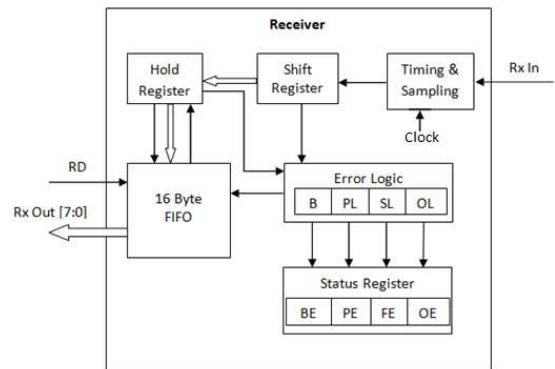 Receiver
Hold
Register
Shift
Register
Timing &
Sampling
Rx In
Clock
RD
16 Byte
FIFO
Rx Out [7:0]
Error Logic
B PL SL OL
Status Register
BE PE FE OE